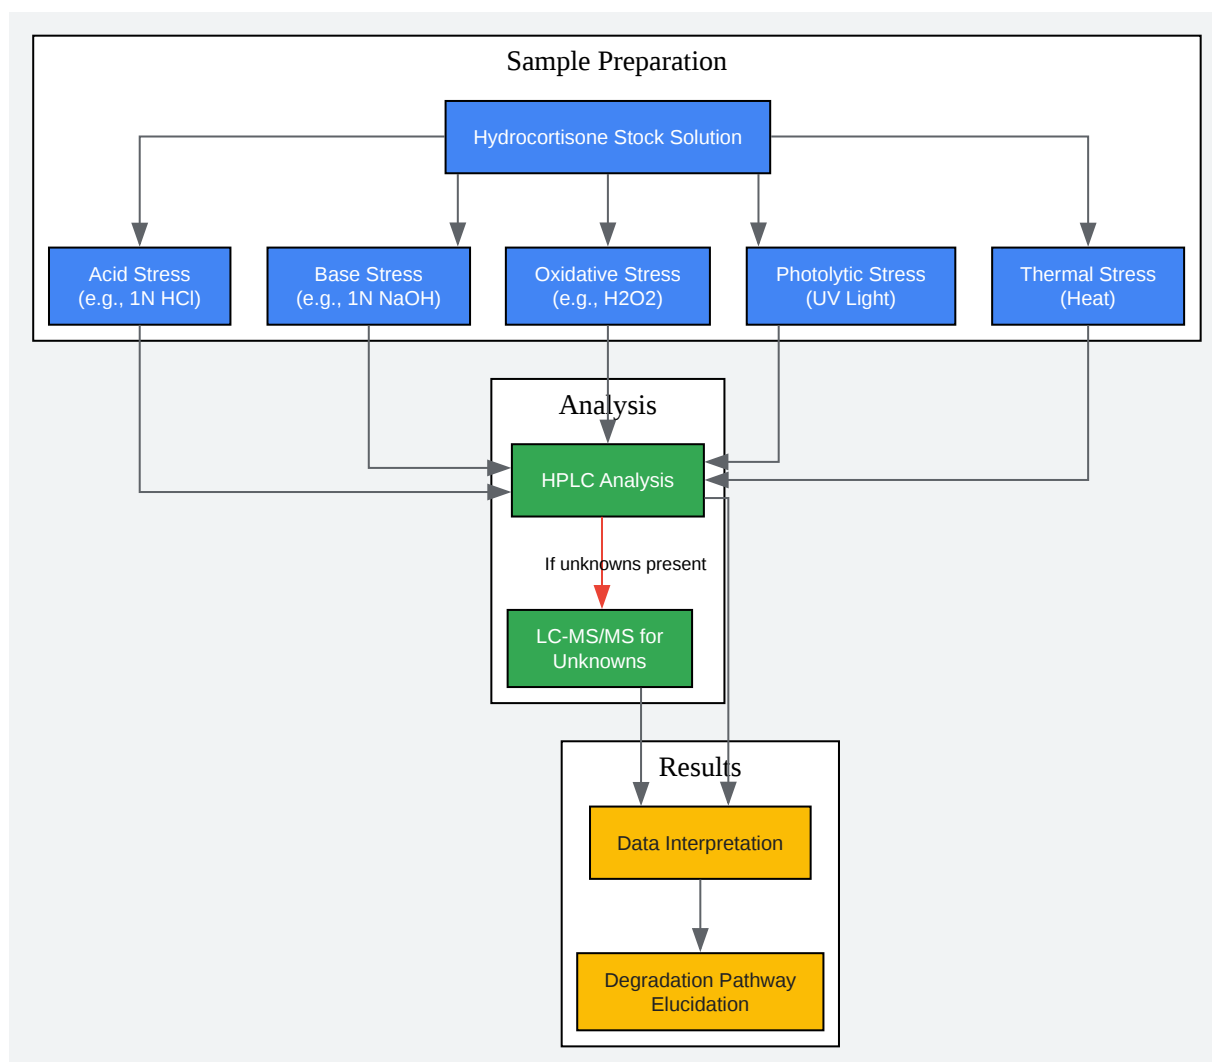 Sample Preparation
Hydrocortisone Stock Solution
Acid Stress
(e.g., 1N HCl)
Base Stress
(e.g., 1N NaOH)
Oxidative Stress
(e.g., H2O2)
Photolytic Stress
(UV Light)
Thermal Stress
(Heat)
Analysis
HPLC Analysis
If unknowns present
LC-MS/MS for
Unknowns
Results
Data Interpretation
Degradation Pathway
Elucidation